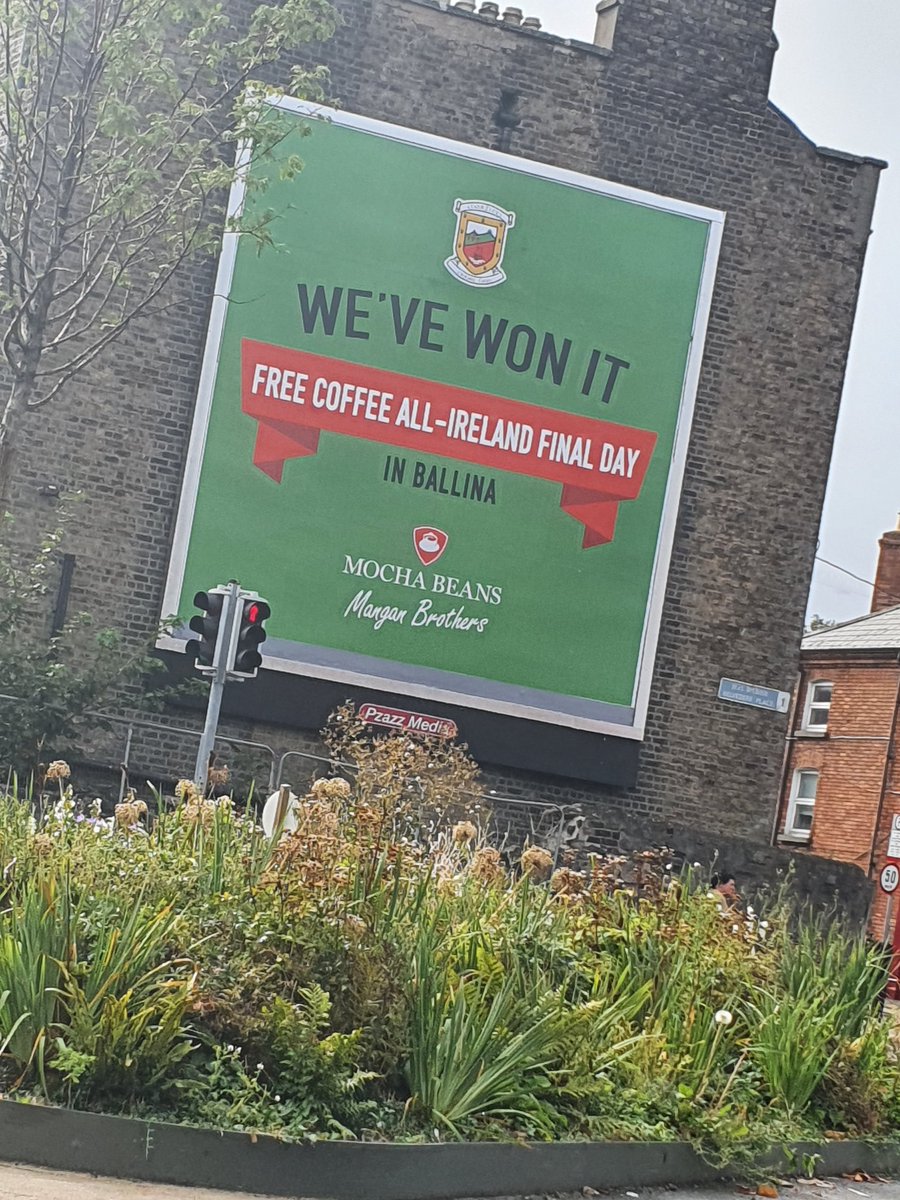 WE'VE WON IT
FREE COFFEE ALL-IRELAND FINAL DAY
IN BALLINA
MOCHA BEANS
Mangan Brothers
Pzazz Media
50